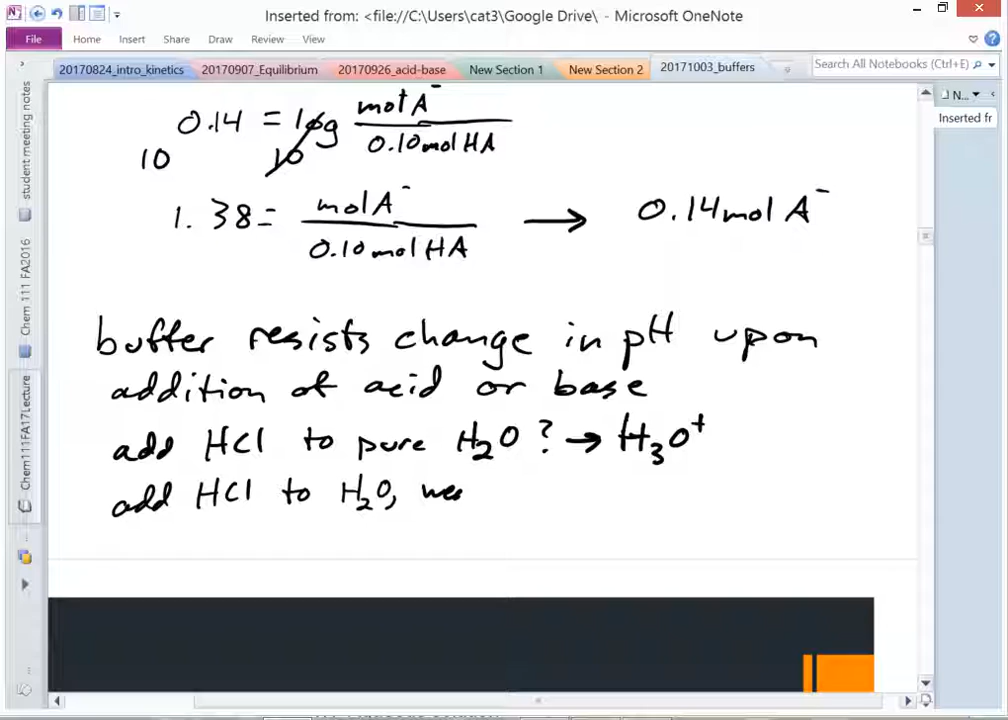 Inserted from: <file://C:\Users\cat3\Google Drive\ - Microsoft OneNote
File Home Insert Share Draw Review View
20170824_intro_kinetics 20170907_Equilibrium 20170926_acid-base New Section 1 New Section 2 20171003_buffers Search All Notebooks (Ctrl+E)
N...
Inserted fr
student meeting notes
Chem 111 FA2016
Chem111FA17Lecture
0.14 = log mol A⁻ / 0.10 mol HA
10 10
1.38 = mol A⁻ / 0.10 mol HA → 0.14 mol A⁻
buffer resists change in pH upon
addition of acid or base
add HCl to pure H₂O? → H₃O⁺
add HCl to H₂O, wea